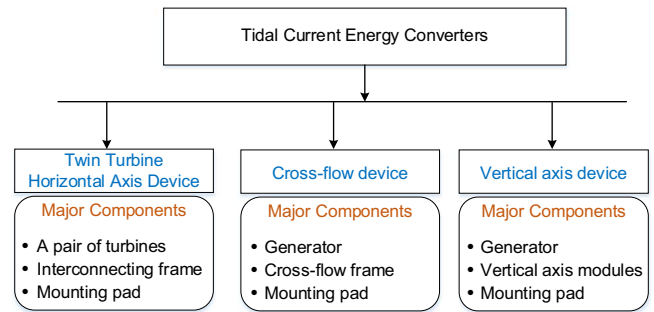 Tidal Current Energy Converters
Twin Turbine
Horizontal Axis Device
Major Components
• A pair of turbines
• Interconnecting frame
• Mounting pad
Cross-flow device
Major Components
• Generator
• Cross-flow frame
• Mounting pad
Vertical axis device
Major Components
• Generator
• Vertical axis modules
• Mounting pad